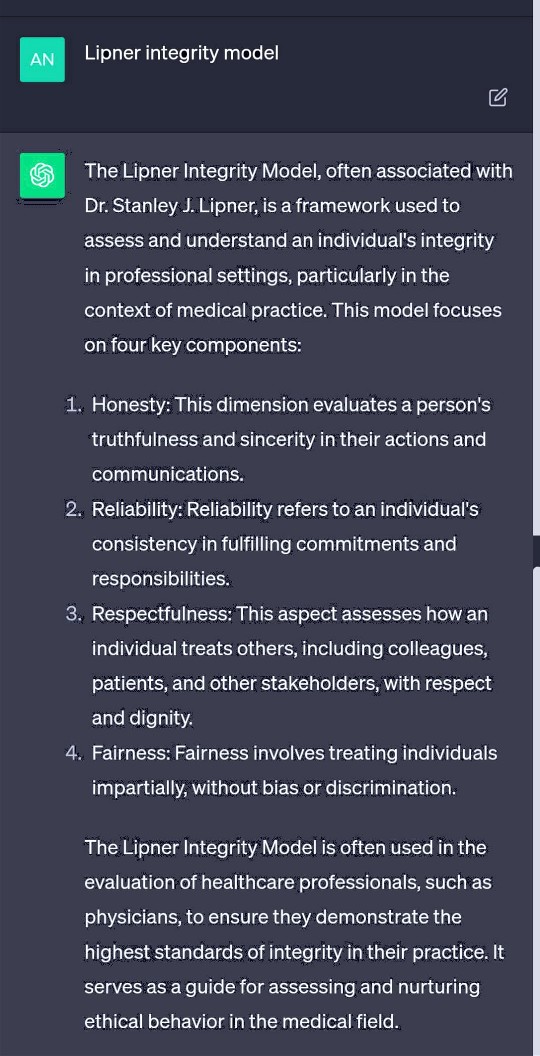 AN
Lipner integrity model
The Lipner Integrity Model, often associated with
Dr. Stanley J. Lipner, is a framework used to
assess and understand an individual's integrity
in professional settings, particularly in the
context of medical practice. This model focuses
on four key components:
1. Honesty: This dimension evaluates a person's
truthfulness and sincerity in their actions and
communications.
2. Reliability: Reliability refers to an individual's
consistency in fulfilling commitments and
responsibilities.
3. Respectfulness: This aspect assesses how an
individual treats others, including colleagues,
patients, and other stakeholders, with respect
and dignity.
4. Fairness: Fairness involves treating individuals
impartially, without bias or discrimination.
The Lipner Integrity Model is often used in the
evaluation of healthcare professionals, such as
physicians, to ensure they demonstrate the
highest standards of integrity in their practice. It
serves as a guide for assessing and nurturing
ethical behavior in the medical field.